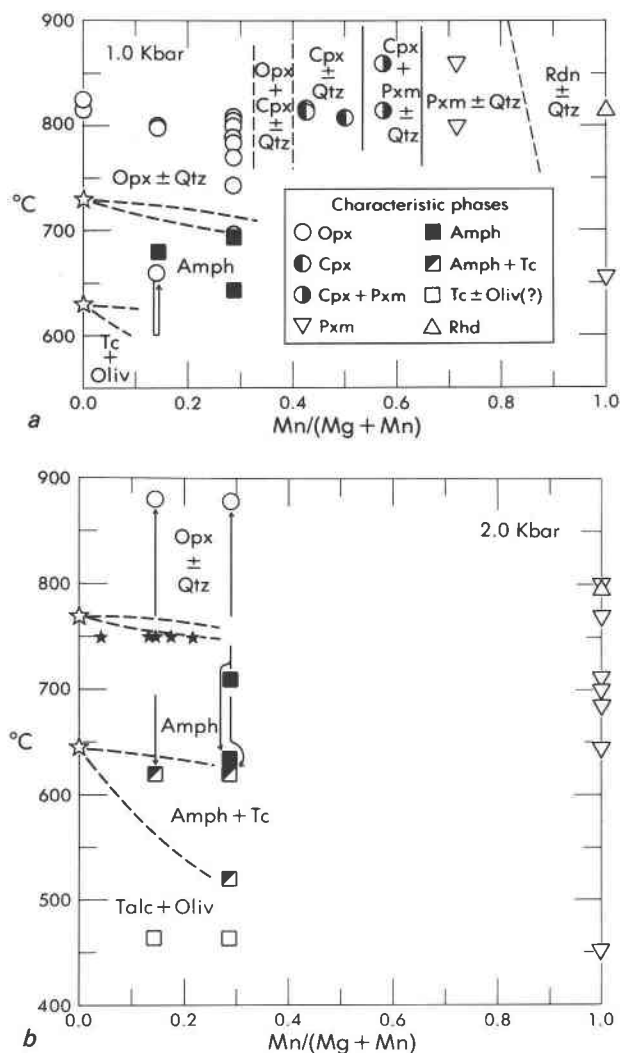 900
1.0 Kbar
800
°C
700
600
Opx
+
Cpx
±
Qtz
Cpx
±
Qtz
Cpx
+
Pxm
±
Qtz
Pxm ± Qtz
Rdn
±
Qtz
Opx ± Qtz
Amph
Tc
+
Oliv
Characteristic phases
Opx
Amph
Cpx
Amph + Tc
Cpx + Pxm
Tc ± Oliv(?)
Pxm
Rhd
0.0 0.2 0.4 0.6 0.8 1.0
a
Mn/(Mg + Mn)
900
2.0 Kbar
800
700
°C
600
500
400
Opx
±
Qtz
Amph
Amph + Tc
Talc + Oliv
0.0 0.2 0.4 0.6 0.8 1.0
b
Mn/(Mg + Mn)